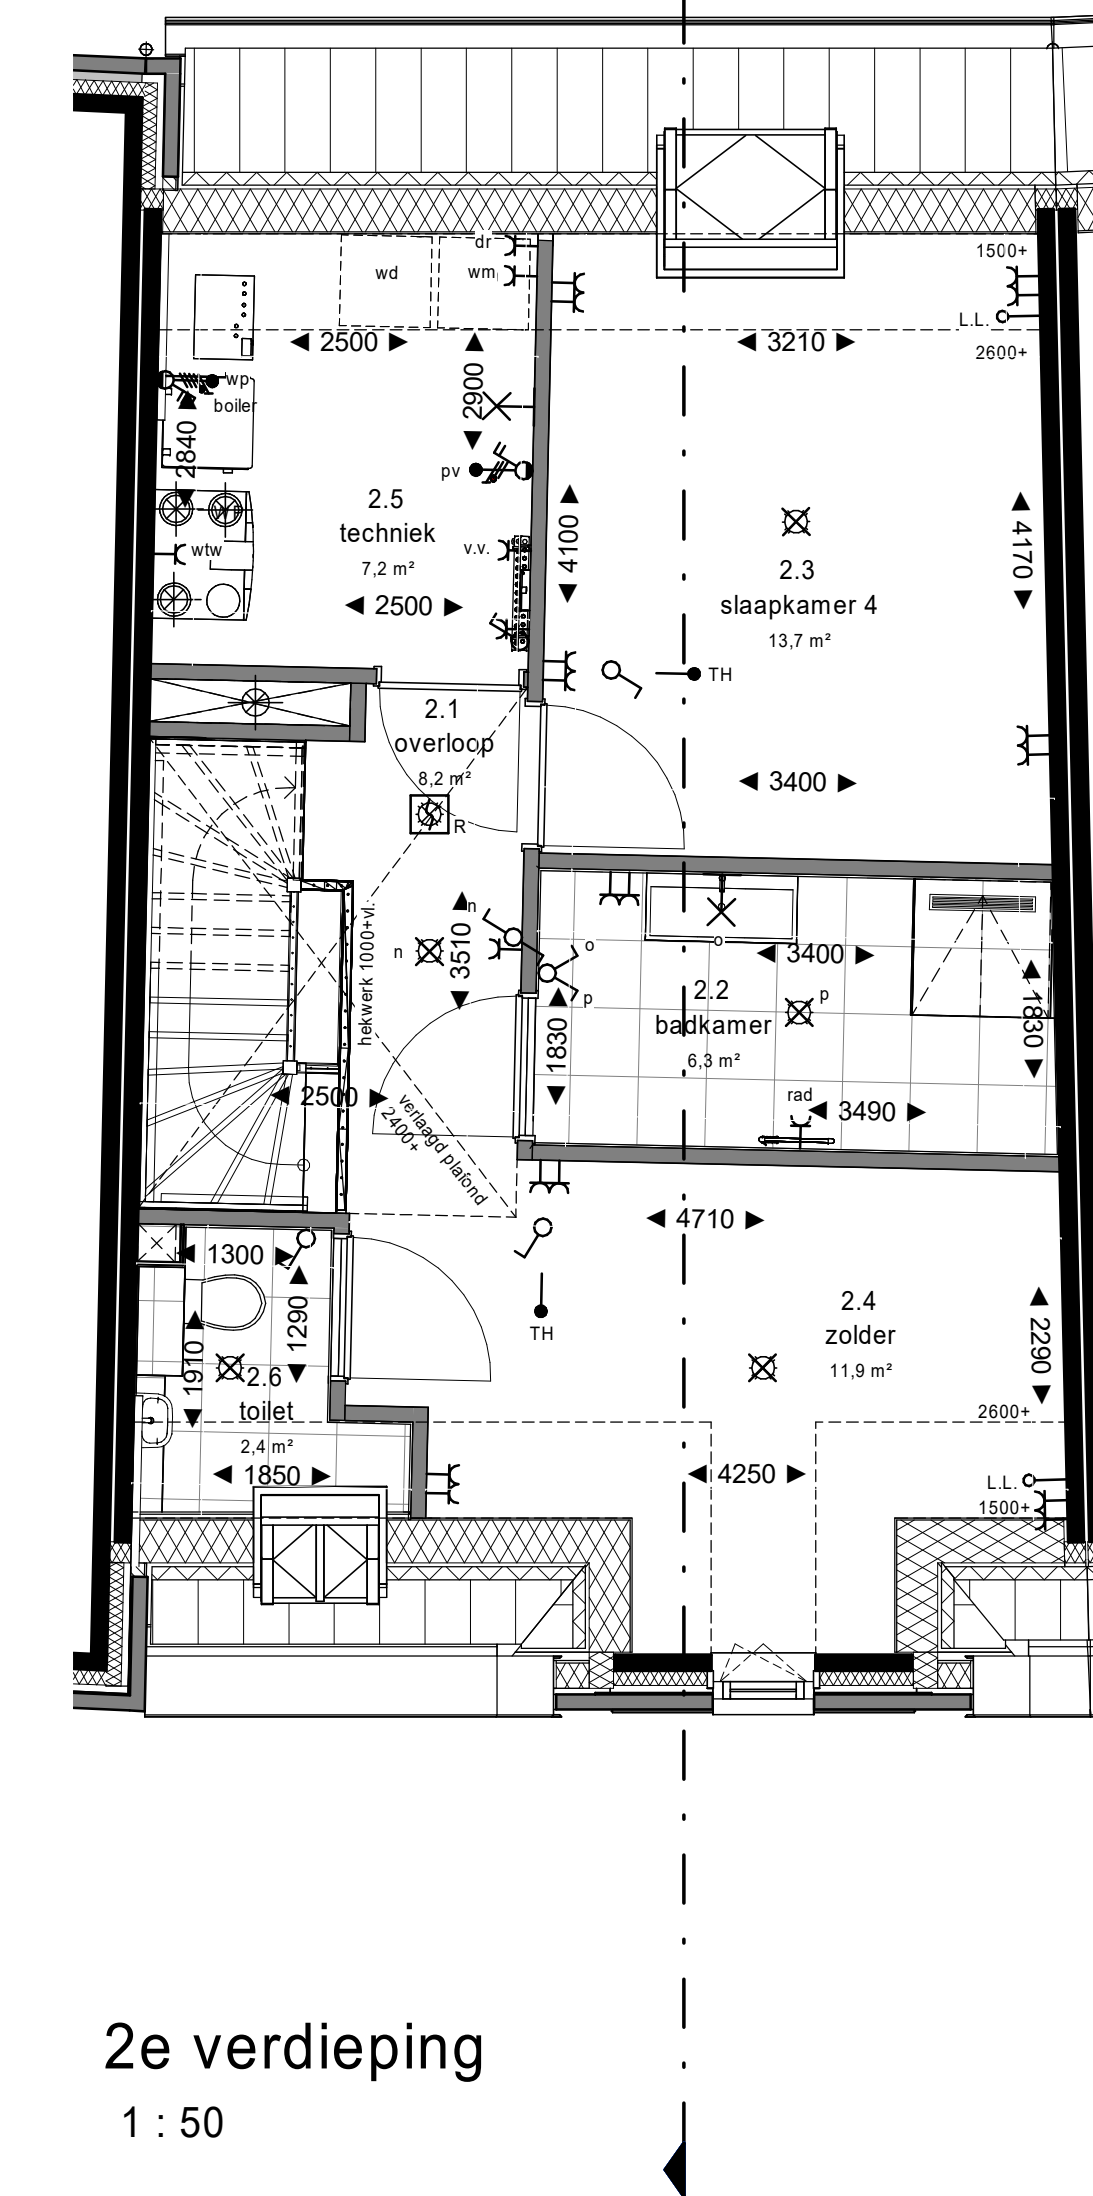 dr
wd
wm
1500+
L.L.
2600+
2500
3210
2900
wp
boiler
2840
pv
2.5
techniek
7,2 m²
wtw
v.v.
4100
4170
2.3
slaapkamer 4
13,7 m²
2500
TH
2.1
overloop
8,2 m²
R
3400
hekwerk 1000+vl.
n
n
3510
o
p
o
3400
2.2
badkamer
6,3 m²
p
1830
1830
rad
3490
2500
verlaagd plafond
2400+
4710
1300
1290
1910
TH
2.4
zolder
11,9 m²
2290
2.6
toilet
2,4 m²
1850
2600+
4250
L.L.
1500+
2e verdieping
1 : 50